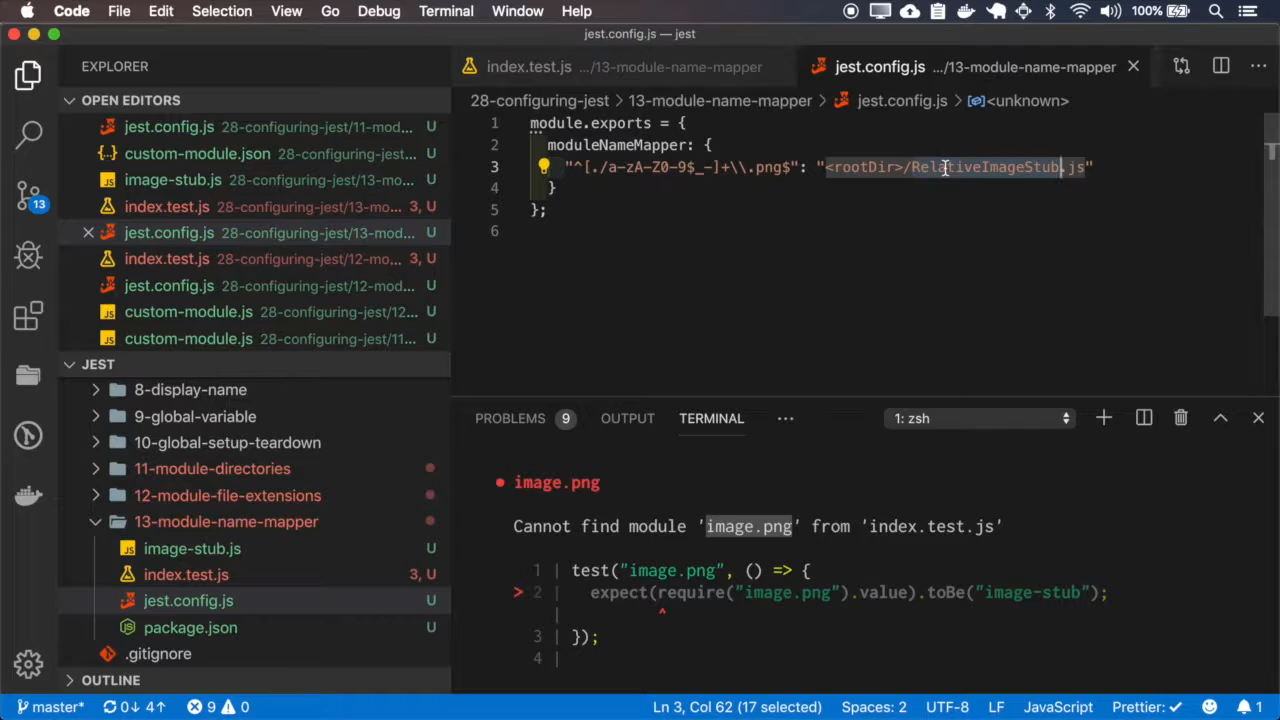 Code File Edit Selection View Go Debug Terminal Window Help 100%
jest.config.js — jest
EXPLORER
OPEN EDITORS
jest.config.js 28-configuring-jest/11-mod... U
custom-module.json 28-configuring-jest... U
image-stub.js 28-configuring-jest/13-mod... U
index.test.js 28-configuring-jest/13-mo... 3, U
jest.config.js 28-configuring-jest/13-mod... U
index.test.js 28-configuring-jest/12-mo... 3, U
jest.config.js 28-configuring-jest/12-mod... U
custom-module.js 28-configuring-jest/12... U
custom-module.js 28-configuring-jest/11... U
JEST
8-display-name
9-global-variable
10-global-setup-teardown
11-module-directories
12-module-file-extensions
13-module-name-mapper
image-stub.js U
index.test.js 3, U
jest.config.js U
package.json U
.gitignore
OUTLINE
13
index.test.js .../13-module-name-mapper
jest.config.js .../13-module-name-mapper
28-configuring-jest > 13-module-name-mapper > jest.config.js > <unknown>
1 module.exports = {
2 moduleNameMapper: {
3 "^[./a-zA-Z0-9$_-]+\\.png$": "<rootDir>/RelativeImageStub.js"
4 }
5 };
6
PROBLEMS 9 OUTPUT TERMINAL ... 1: zsh
● image.png
Cannot find module 'image.png' from 'index.test.js'
1 | test("image.png", () => {
> 2 | expect(require("image.png").value).toBe("image-stub");
| ^
3 | });
4 |
master* 0↓ 4↑ 9 0 Ln 3, Col 62 (17 selected) Spaces: 2 UTF-8 LF JavaScript Prettier: ✓ 1